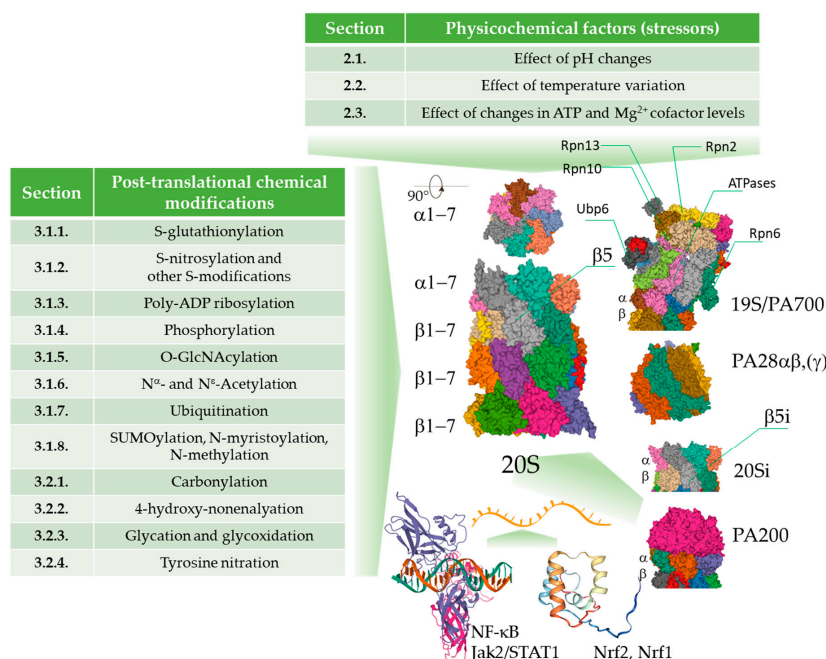 Section Physicochemical factors (stressors)
2.1. Effect of pH changes
2.2. Effect of temperature variation
2.3. Effect of changes in ATP and Mg²⁺ cofactor levels
Section Post-translational chemical
modifications
3.1.1. S-glutathionylation
3.1.2. S-nitrosylation and
other S-modifications
3.1.3. Poly-ADP ribosylation
3.1.4. Phosphorylation
3.1.5. O-GlcNAcylation
3.1.6. Nᵅ- and Nᵋ-Acetylation
3.1.7. Ubiquitination
3.1.8. SUMOylation, N-myristoylation,
N-methylation
3.2.1. Carbonylation
3.2.2. 4-hydroxy-nonenalyation
3.2.3. Glycation and glycoxidation
3.2.4. Tyrosine nitration
90°
α1–7
α1–7
β1–7
β1–7
β1–7
20S
β5
Rpn13
Rpn2
Rpn10
ATPases
Ubp6
Rpn6
α
β
19S/PA700
PA28αβ,(γ)
β5i
α
β
20Si
PA200
α
β
NF-κB
Jak2/STAT1
Nrf2, Nrf1